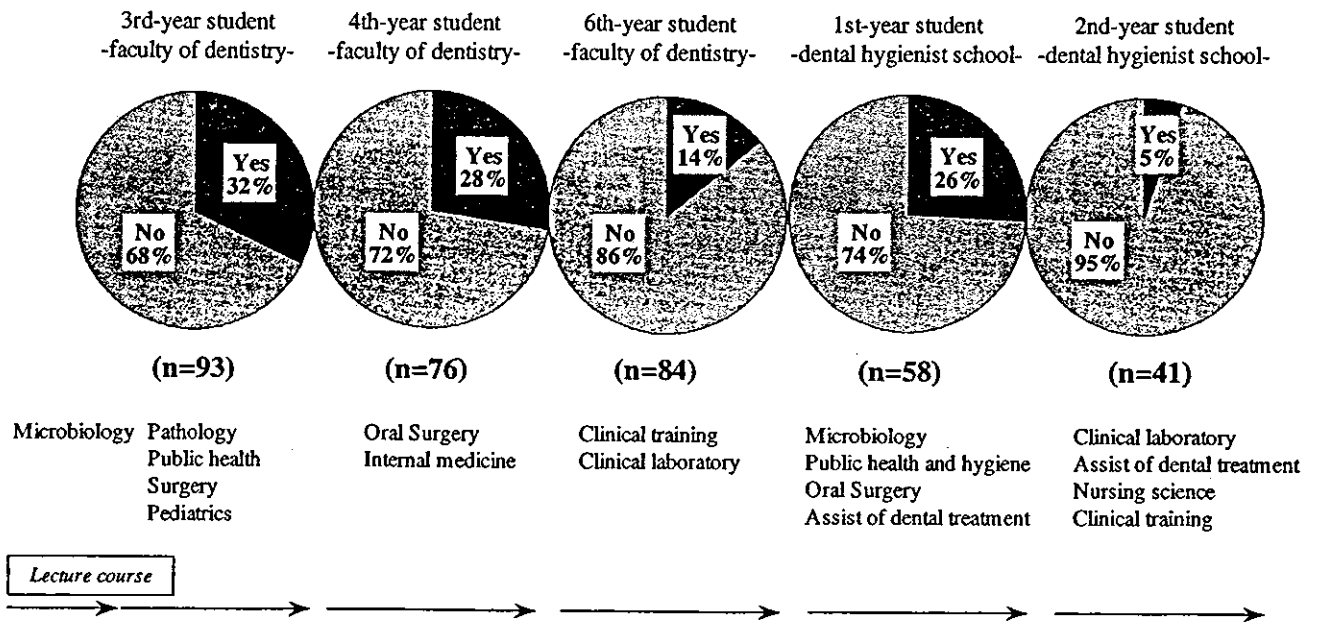 3rd-year student
-faculty of dentistry-
4th-year student
-faculty of dentistry-
6th-year student
-faculty of dentistry-
1st-year student
-dental hygienist school-
2nd-year student
-dental hygienist school-
Yes
32%
No
68%
Yes
28%
No
72%
Yes
14%
No
86%
Yes
26%
No
74%
Yes
5%
No
95%
(n=93)
(n=76)
(n=84)
(n=58)
(n=41)
Microbiology
Pathology
Public health
Surgery
Pediatrics
Oral Surgery
Internal medicine
Clinical training
Clinical laboratory
Microbiology
Public health and hygiene
Oral Surgery
Assist of dental treatment
Clinical laboratory
Assist of dental treatment
Nursing science
Clinical training
Lecture course